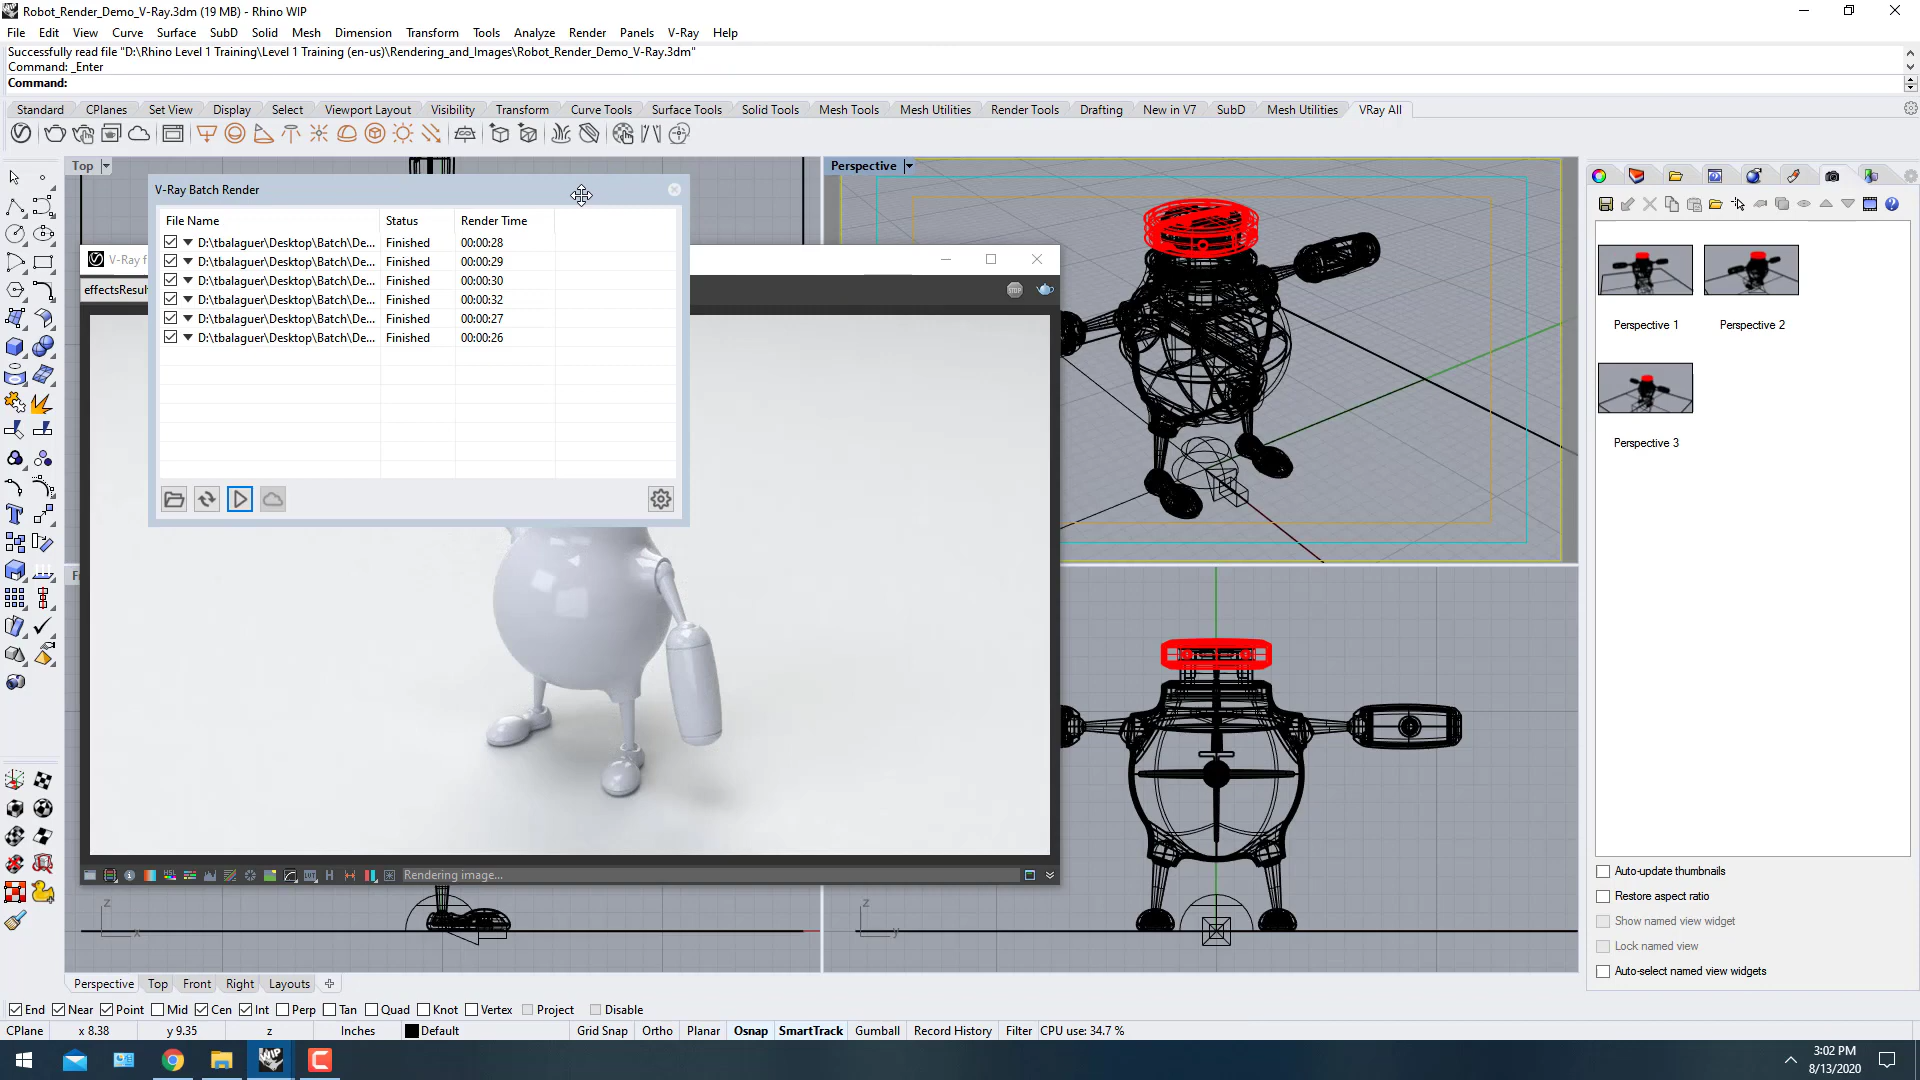 Robot_Render_Demo_V-Ray.3dm (19 MB) - Rhino WIP
File Edit View Curve Surface SubD Solid Mesh Dimension Transform Tools Analyze Render Panels V-Ray Help
Successfully read file "D:\Rhino Level 1 Training\Level 1 Training (en-us)\Rendering_and_Images\Robot_Render_Demo_V-Ray.3dm"
Command: _Enter
Command:
Standard CPlanes Set View Display Select Viewport Layout Visibility Transform Curve Tools Surface Tools Solid Tools Mesh Tools Mesh Utilities Render Tools Drafting New in V7 SubD Mesh Utilities VRay All
Top
Perspective
V-Ray Batch Render
File Name Status Render Time
D:\tbalaguer\Desktop\Batch\De... Finished 00:00:28
D:\tbalaguer\Desktop\Batch\De... Finished 00:00:29
D:\tbalaguer\Desktop\Batch\De... Finished 00:00:30
D:\tbalaguer\Desktop\Batch\De... Finished 00:00:32
D:\tbalaguer\Desktop\Batch\De... Finished 00:00:27
D:\tbalaguer\Desktop\Batch\De... Finished 00:00:26
V-Ray f
effectsResul
STOP
Perspective 1 Perspective 2
Perspective 3
Rendering image...
z
x
z
y
Auto-update thumbnails
Restore aspect ratio
Show named view widget
Lock named view
Auto-select named view widgets
Perspective Top Front Right Layouts
End Near Point Mid Cen Int Perp Tan Quad Knot Vertex Project Disable
CPlane x 8.38 y 9.35 z Inches Default Grid Snap Ortho Planar Osnap SmartTrack Gumball Record History Filter CPU use: 34.7 %
WIP
3:02 PM
8/13/2020